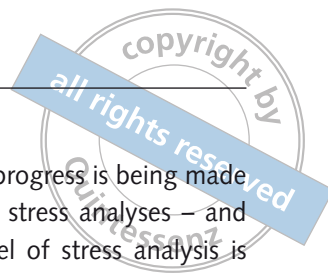 copyright by
all rights reserved
Quintessenz
progress is being made
stress analyses – and
el of stress analysis is